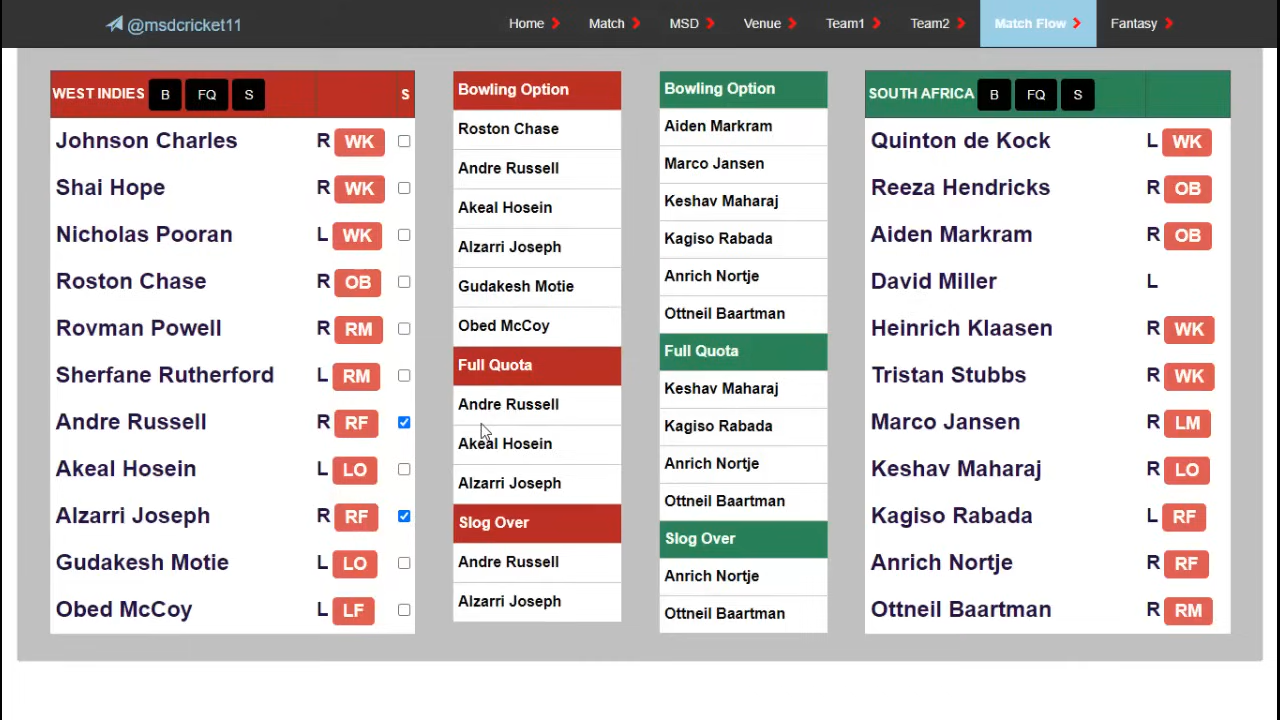 @msdcricket11 Home Match MSD Venue Team1 Team2 Match Flow Fantasy
WEST INDIES B FQ S S
Johnson Charles R WK
Shai Hope R WK
Nicholas Pooran L WK
Roston Chase R OB
Rovman Powell R RM
Sherfane Rutherford L RM
Andre Russell R RF
Akeal Hosein L LO
Alzarri Joseph R RF
Gudakesh Motie L LO
Obed McCoy L LF
Bowling Option
Roston Chase
Andre Russell
Akeal Hosein
Alzarri Joseph
Gudakesh Motie
Obed McCoy
Full Quota
Andre Russell
Akeal Hosein
Alzarri Joseph
Slog Over
Andre Russell
Alzarri Joseph
Bowling Option
Aiden Markram
Marco Jansen
Keshav Maharaj
Kagiso Rabada
Anrich Nortje
Ottneil Baartman
Full Quota
Keshav Maharaj
Kagiso Rabada
Anrich Nortje
Ottneil Baartman
Slog Over
Anrich Nortje
Ottneil Baartman
SOUTH AFRICA B FQ S
Quinton de Kock L WK
Reeza Hendricks R OB
Aiden Markram R OB
David Miller L
Heinrich Klaasen R WK
Tristan Stubbs R WK
Marco Jansen R LM
Keshav Maharaj R LO
Kagiso Rabada L RF
Anrich Nortje R RF
Ottneil Baartman R RM